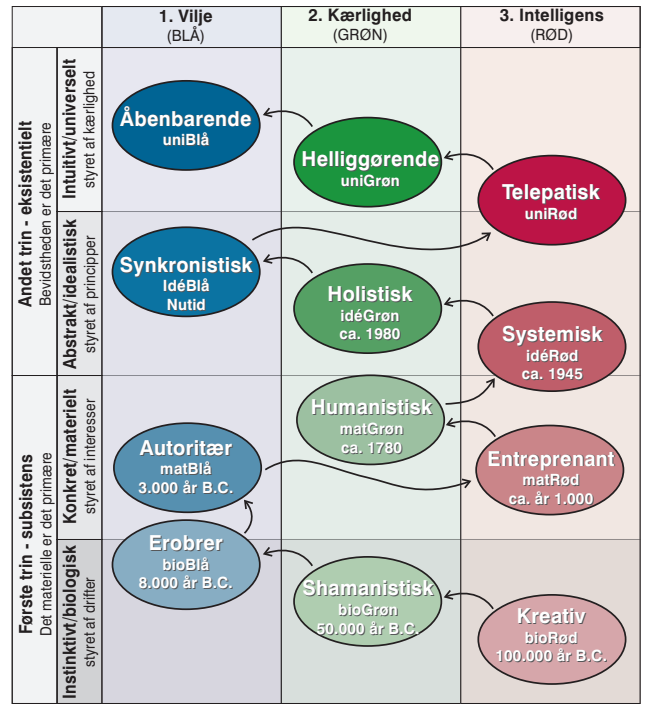 1. Vilje
(BLÅ)
2. Kærlighed
(GRØN)
3. Intelligens
(RØD)
Andet trin - eksistentielt
Bevidstheden er det primære
Intuitivt/universelt
styret af kærlighed
Åbenbarende
uniBlå
Helliggørende
uniGrøn
Telepatisk
uniRød
Abstrakt/idealistisk
styret af principper
Synkronistisk
IdéBlå
Nutid
Holistisk
idéGrøn
ca. 1980
Systemisk
idéRød
ca. 1945
Første trin - subsistens
Det materielle er det primære
Konkret/materielt
styret af interesser
Humanistisk
matGrøn
ca. 1780
Autoritær
matBlå
3.000 år B.C.
Entreprenant
matRød
ca. år 1.000
Instinktivt/biologisk
styret af drifter
Erobrer
bioBlå
8.000 år B.C.
Shamanistisk
bioGrøn
50.000 år B.C.
Kreativ
bioRød
100.000 år B.C.